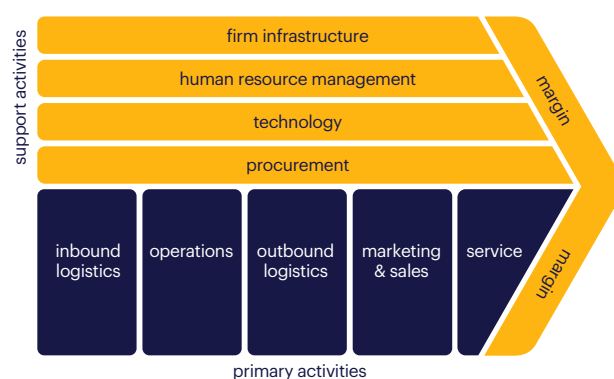 support activities
firm infrastructure
human resource management
technology
procurement
margin
inbound
logistics
operations
outbound
logistics
marketing
& sales
service
margin
primary activities